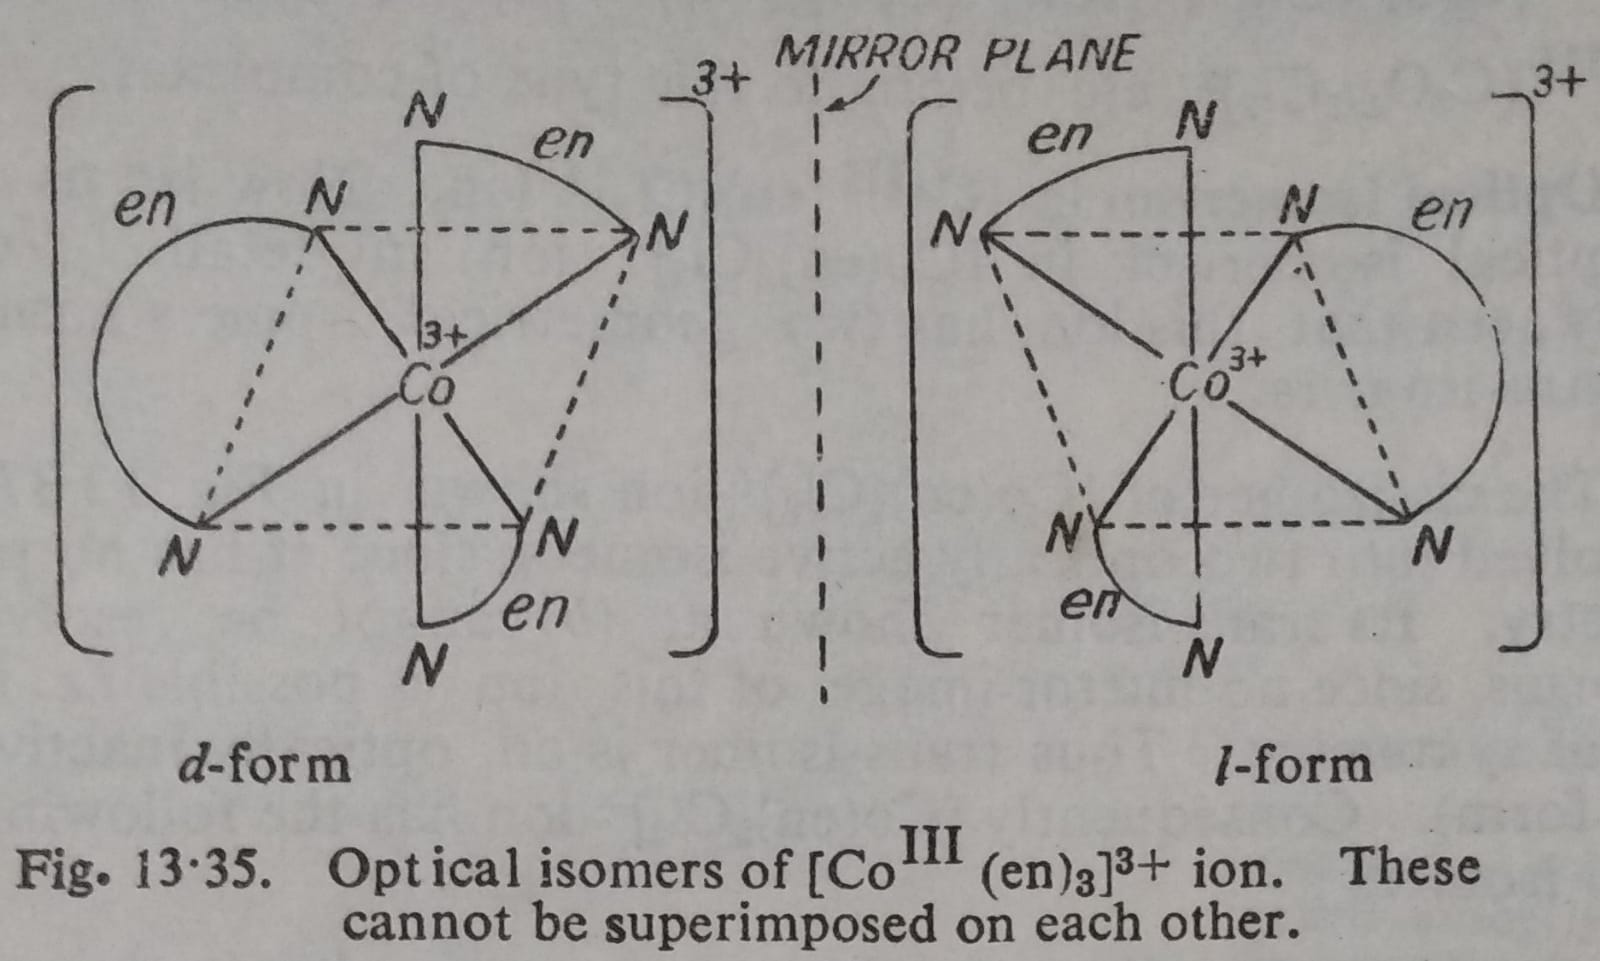 MIRROR PLANE
3+
3+
N
en
en
N
N
3+
Co
N
N
en
N
en
N
N
N
en
3+
Co
N
N
en
N
d-form
l-form
Fig. 13·35. Optical isomers of [Co^III (en)₃]³⁺ ion. These
cannot be superimposed on each other.